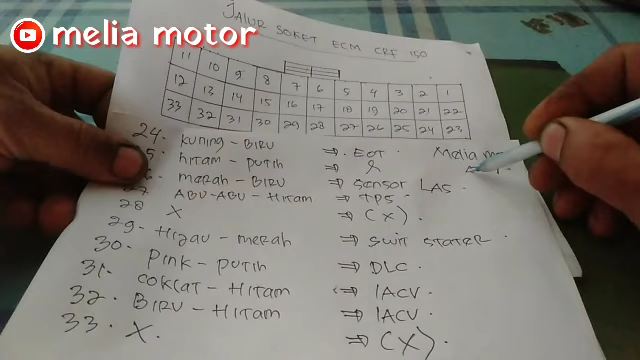 melia motor
JALUR SOKET ECM CRF 150
11 10 9 8 7 6 5 4 3 2 1
12 13 14 15 16 17 18 19 20 21 22
33 32 31 30 29 28 27 26 25 24 23
24. KUNING - BIRU ⇒ . EOT . Melia
hitam - PUTIH ⇒
merah - BIRU ⇒ SENSOR LAS .
27 ABU-ABU - HITAM ⇒ TPS
28 X ⇒ (X) .
29. HIJAU - merah ⇒ SWIT STATER .
30. PINK - PUTIH ⇒ DLC .
31. COKLAT - HITAM ⇒ IACV .
32. BIRU - HITAM ⇒ IACV .
33. X. ⇒ (X) .